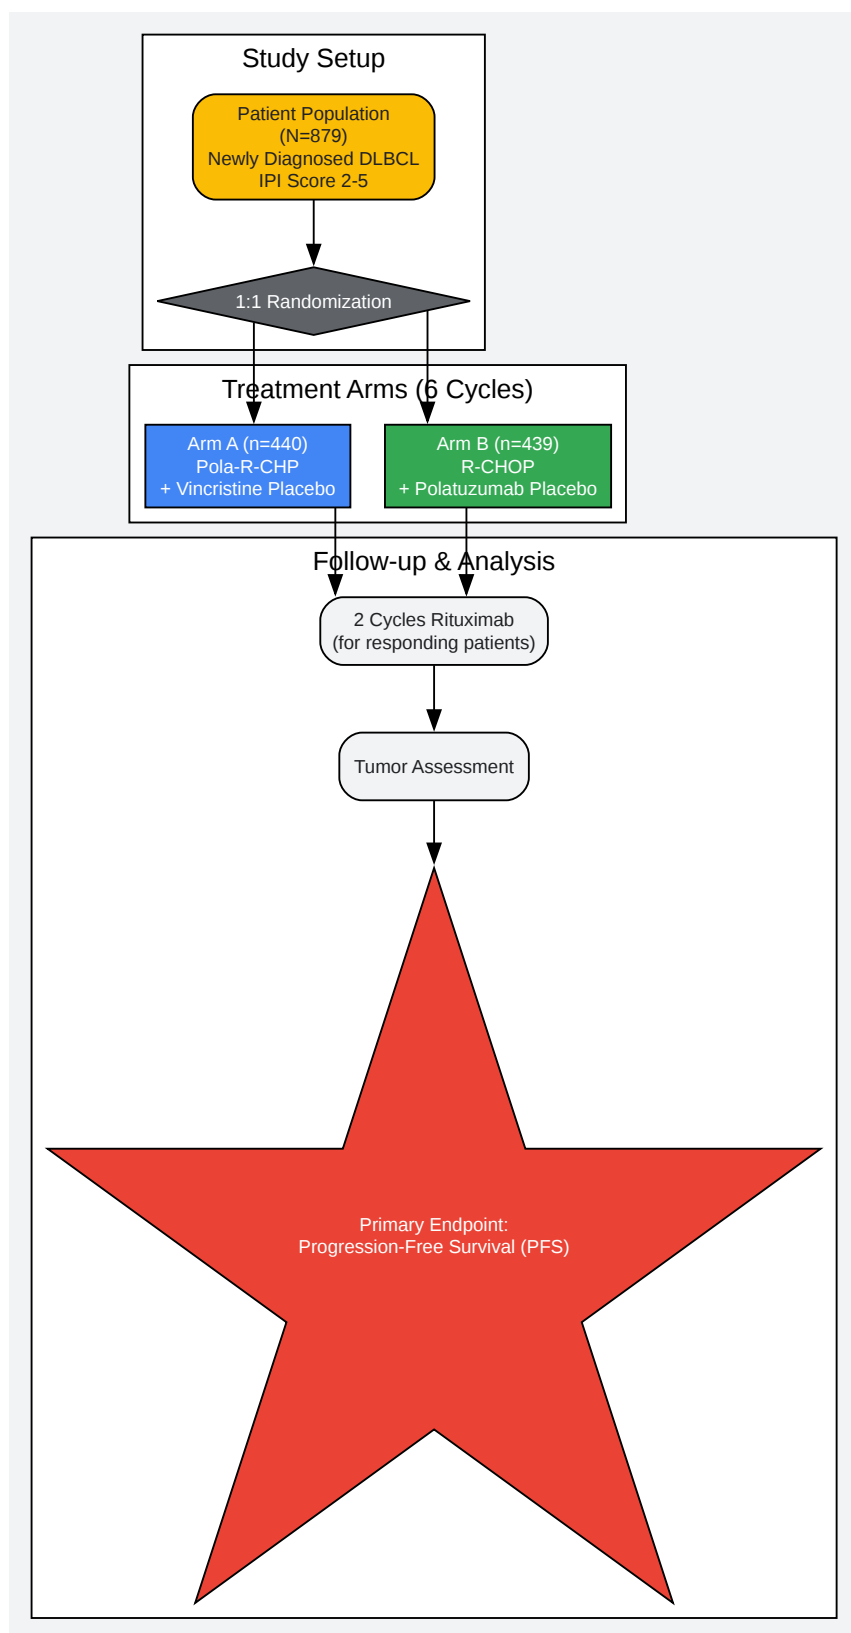 Study Setup
Patient Population
(N=879)
Newly Diagnosed DLBCL
IPI Score 2-5
1:1 Randomization
Treatment Arms (6 Cycles)
Arm A (n=440)
Pola-R-CHP
+ Vincristine Placebo
Arm B (n=439)
R-CHOP
+ Polatuzumab Placebo
Follow-up & Analysis
2 Cycles Rituximab
(for responding patients)
Tumor Assessment
Primary Endpoint:
Progression-Free Survival (PFS)